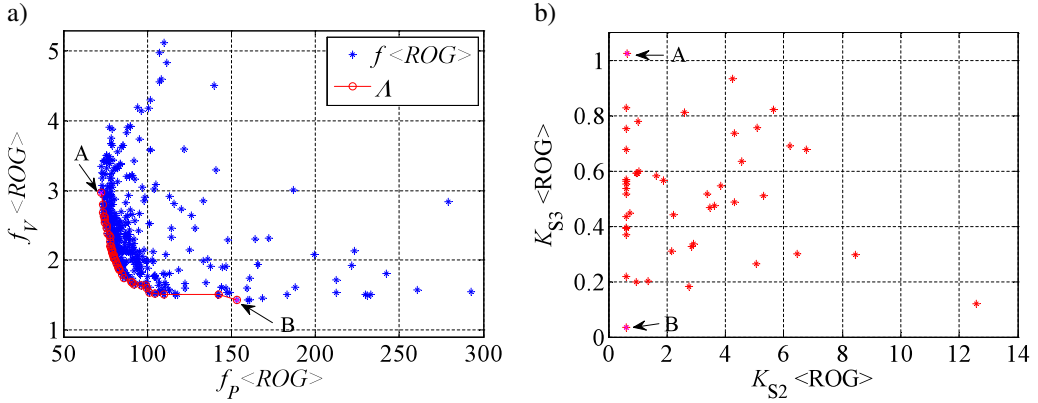 a)
f_V <ROG>
5
4
3
2
1
A
B
f <ROG>
Λ
50 100 150 200 250 300
f_P <ROG>
b)
K_S3 <ROG>
1
0.8
0.6
0.4
0.2
0
A
B
0 2 4 6 8 10 12 14
K_S2 <ROG>